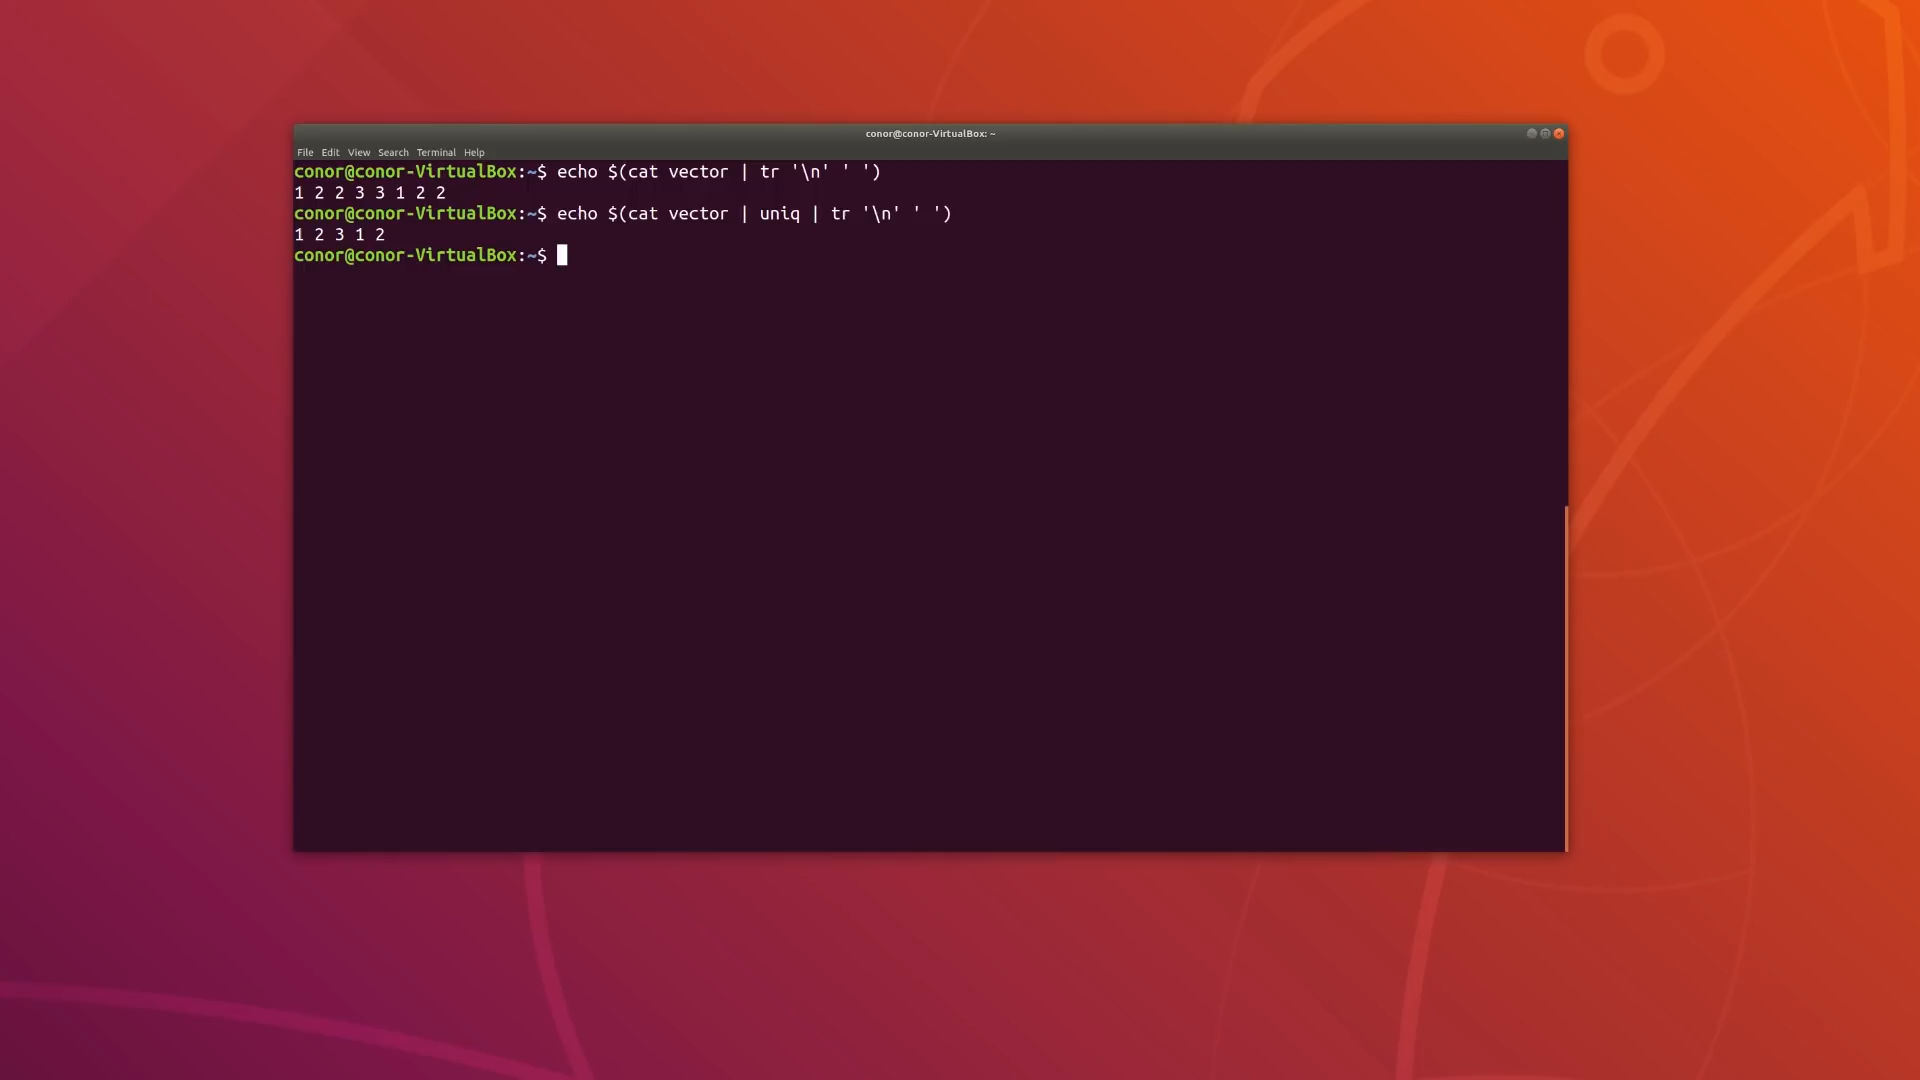 conor@conor-VirtualBox: ~
File Edit View Search Terminal Help
conor@conor-VirtualBox:~$ echo $(cat vector | tr '\n' ' ')
1 2 2 3 3 1 2 2
conor@conor-VirtualBox:~$ echo $(cat vector | uniq | tr '\n' ' ')
1 2 3 1 2
conor@conor-VirtualBox:~$